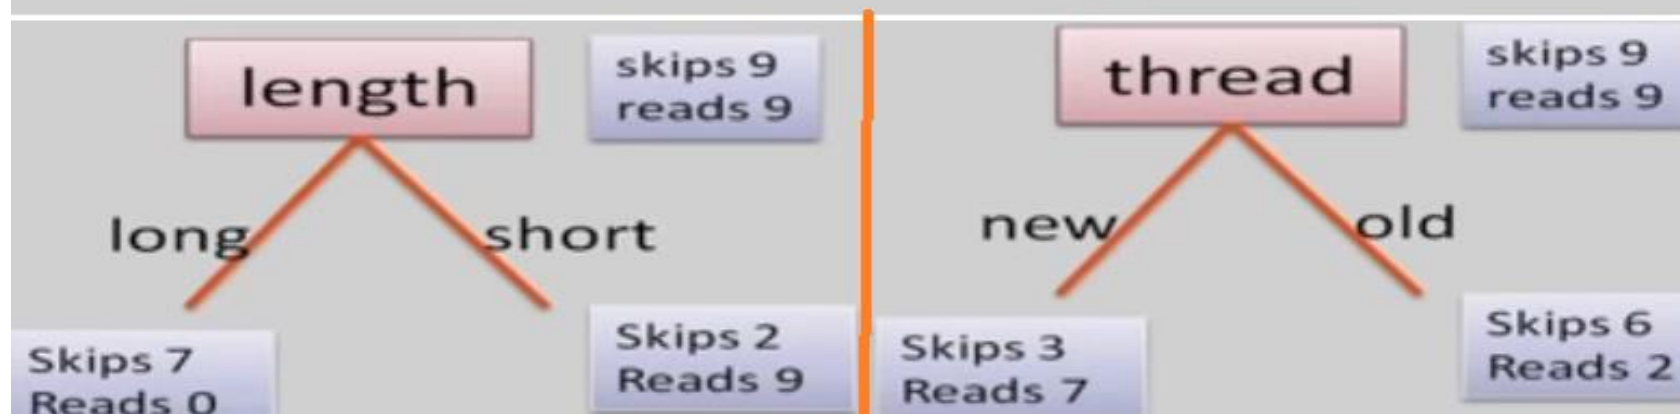 length
skips 9
reads 9
long
short
Skips 7
Reads 0
Skips 2
Reads 9
thread
skips 9
reads 9
new
old
Skips 3
Reads 7
Skips 6
Reads 2